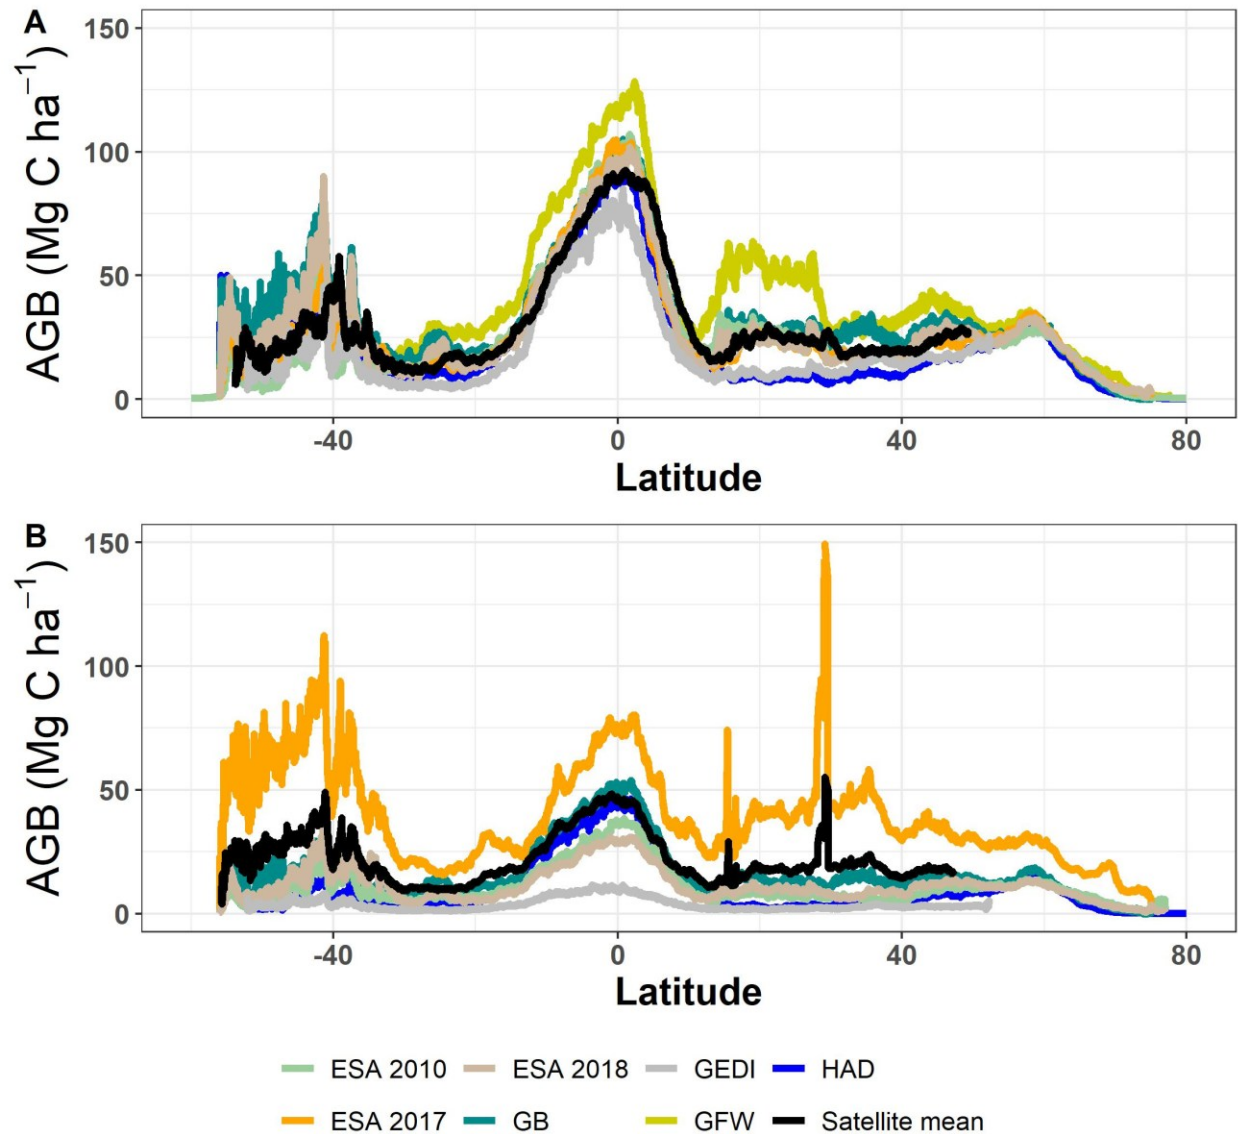 A
150
100
50
0
AGB (Mg C ha⁻¹)
-40 0 40 80
Latitude
B
150
100
50
0
AGB (Mg C ha⁻¹)
-40 0 40 80
Latitude
ESA 2010 ESA 2018 GEDI HAD
ESA 2017 GB GFW Satellite mean